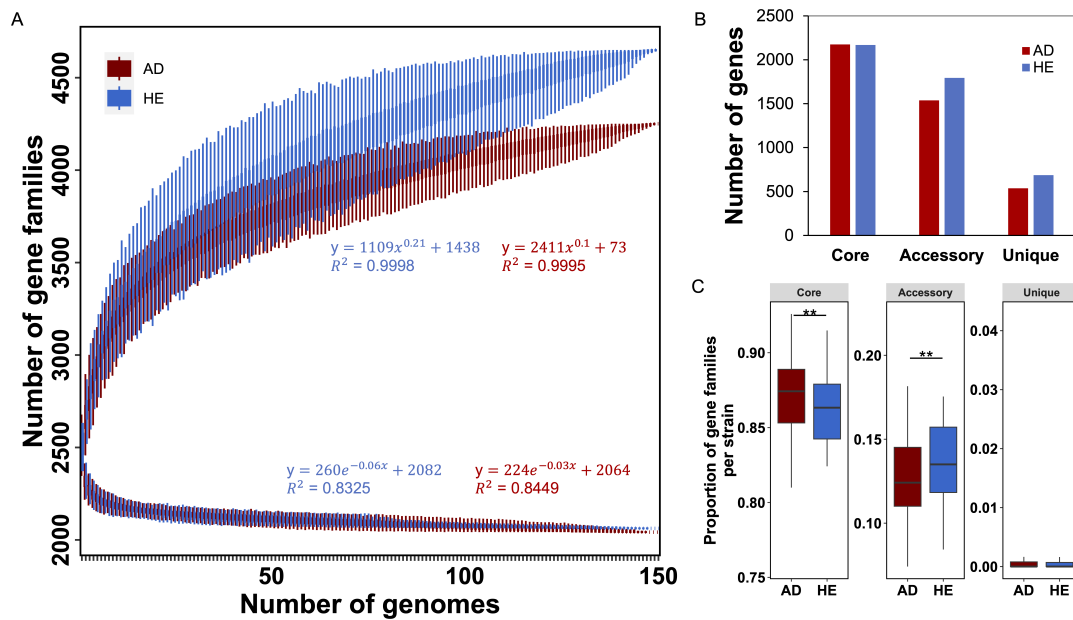 A
Number of gene families
4500
4000
3500
3000
2500
2000
AD
HE
y = 1109x^0.21 + 1438
R² = 0.9998
y = 2411x^0.1 + 73
R² = 0.9995
y = 260e^−0.06x + 2082
R² = 0.8325
y = 224e^−0.03x + 2064
R² = 0.8449
50
100
150
Number of genomes
B
Number of genes
2500
2000
1500
1000
500
0
AD
HE
Core
Accessory
Unique
C
Proportion of gene families
per strain
Core
**
0.90
0.85
0.80
0.75
AD
HE
Accessory
**
0.20
0.15
0.10
AD
HE
Unique
0.04
0.03
0.02
0.01
0.00
AD
HE